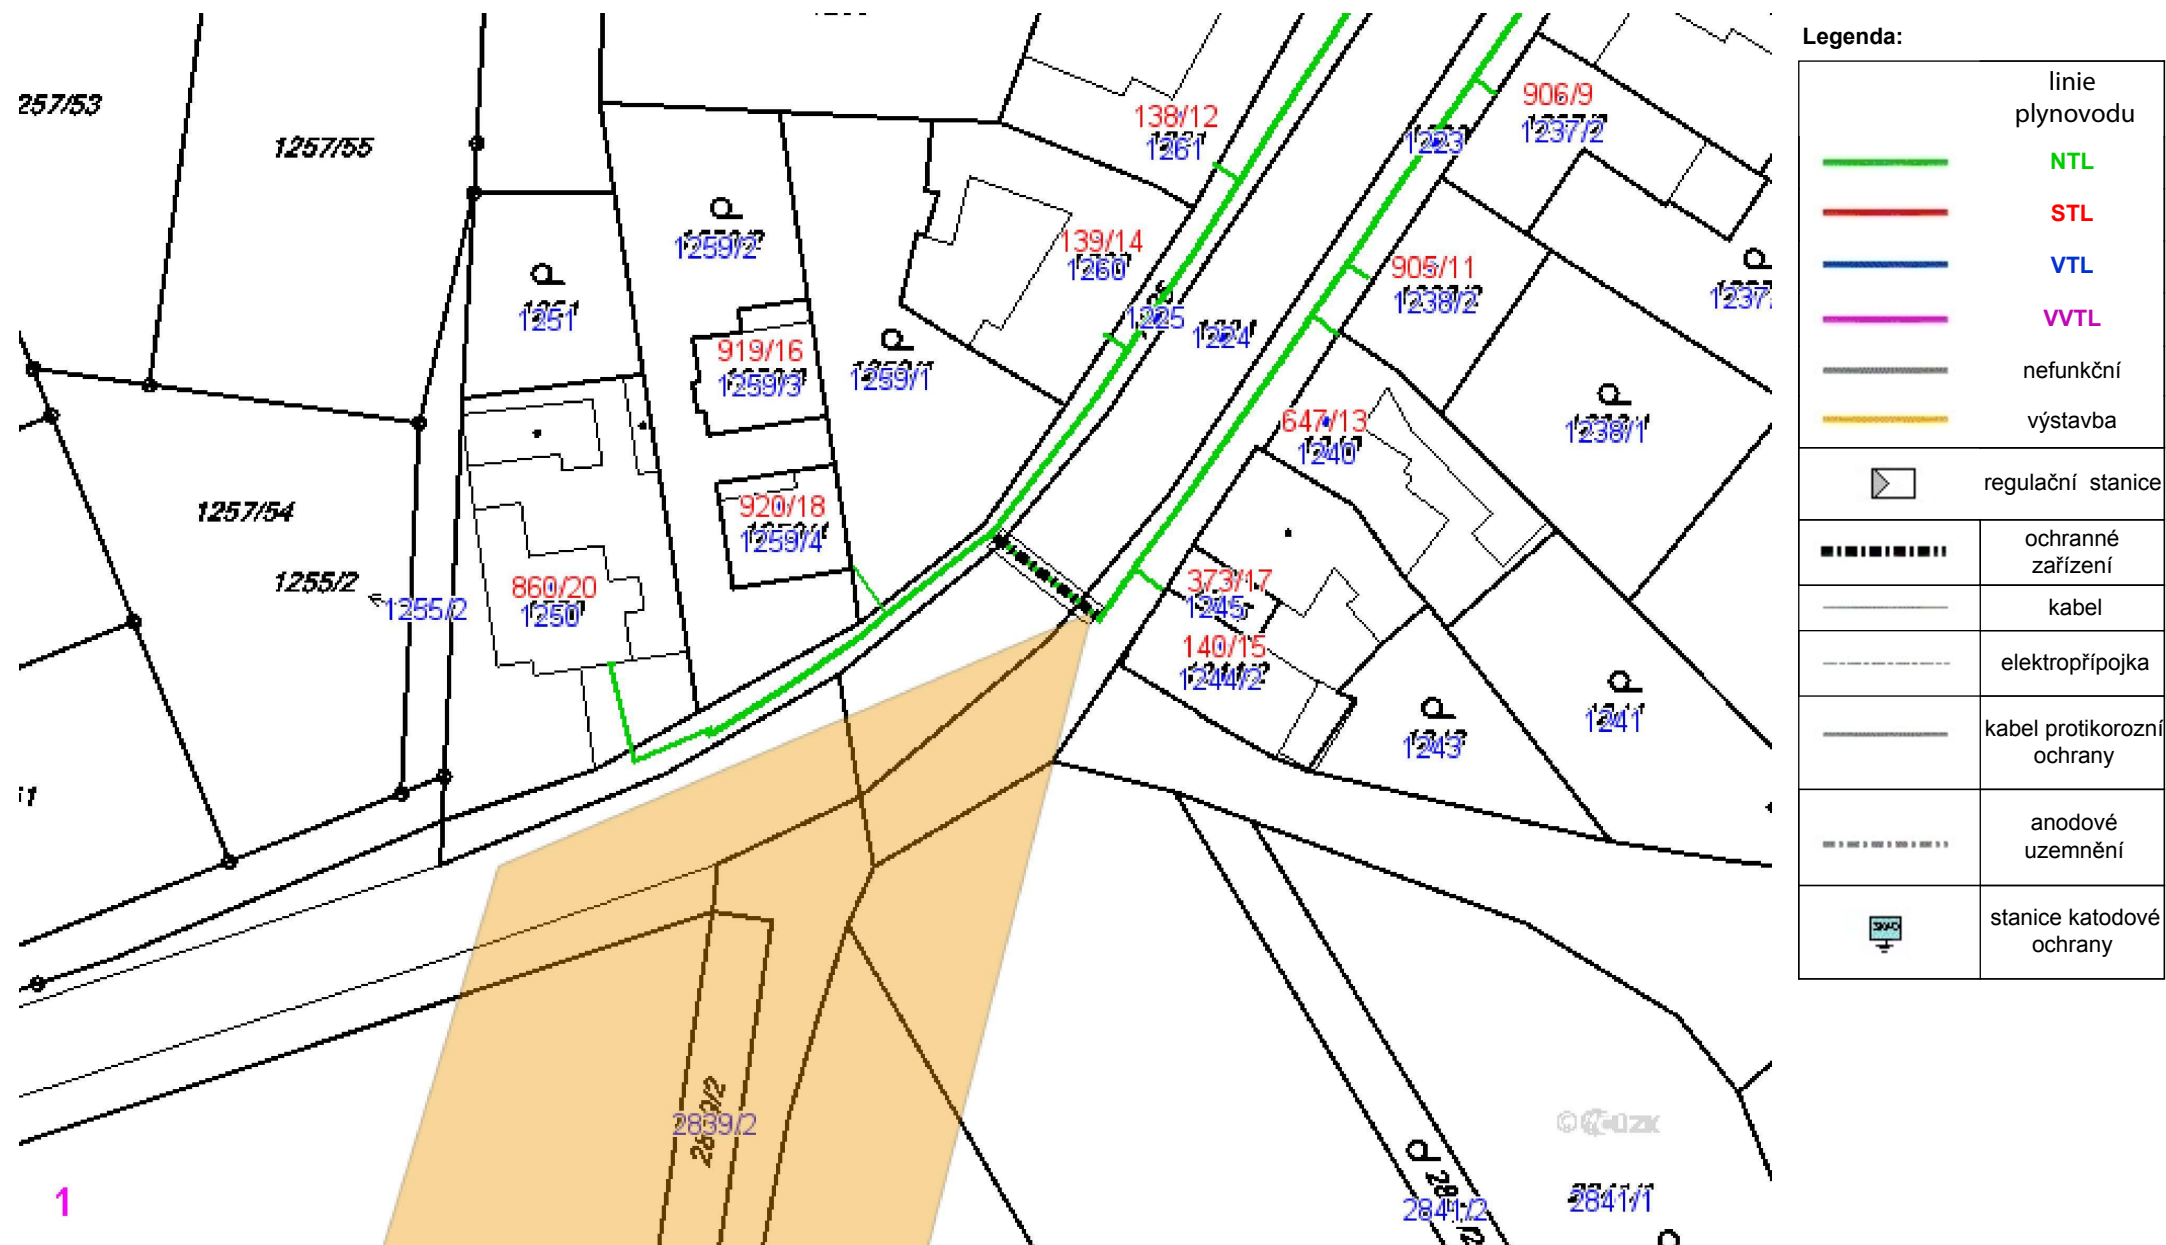 257/53
1257/55
138/12
1261
906/9
1237/2
1223
1259/2
139/14
1260
905/11
1238/2
1237
1251
1225
1224
919/16
1259/3
1259/1
647/13
1240
1238/1
1257/54
920/18
1259/4
1255/2
1255/2
860/20
1250
373/17
1245
140/15
1244/2
1243
1241
2839/2
2841/2
2841/1
1
Legenda:
linie
plynovodu
NTL
STL
VTL
VVTL
nefunkční
výstavba
regulační stanice
ochranné
zařízení
kabel
elektropřípojka
kabel protikorozní
ochrany
anodové
uzemnění
stanice katodové
ochrany